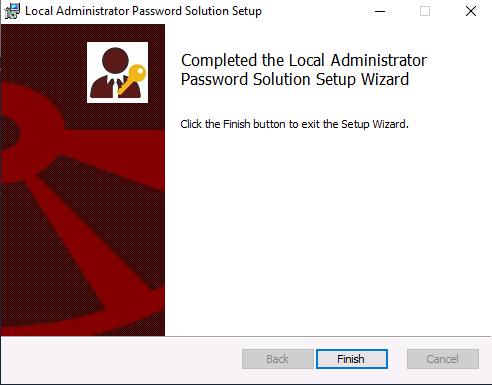 Local Administrator Password Solution Setup
Completed the Local Administrator
Password Solution Setup Wizard
Click the Finish button to exit the Setup Wizard.
Back
Finish
Cancel